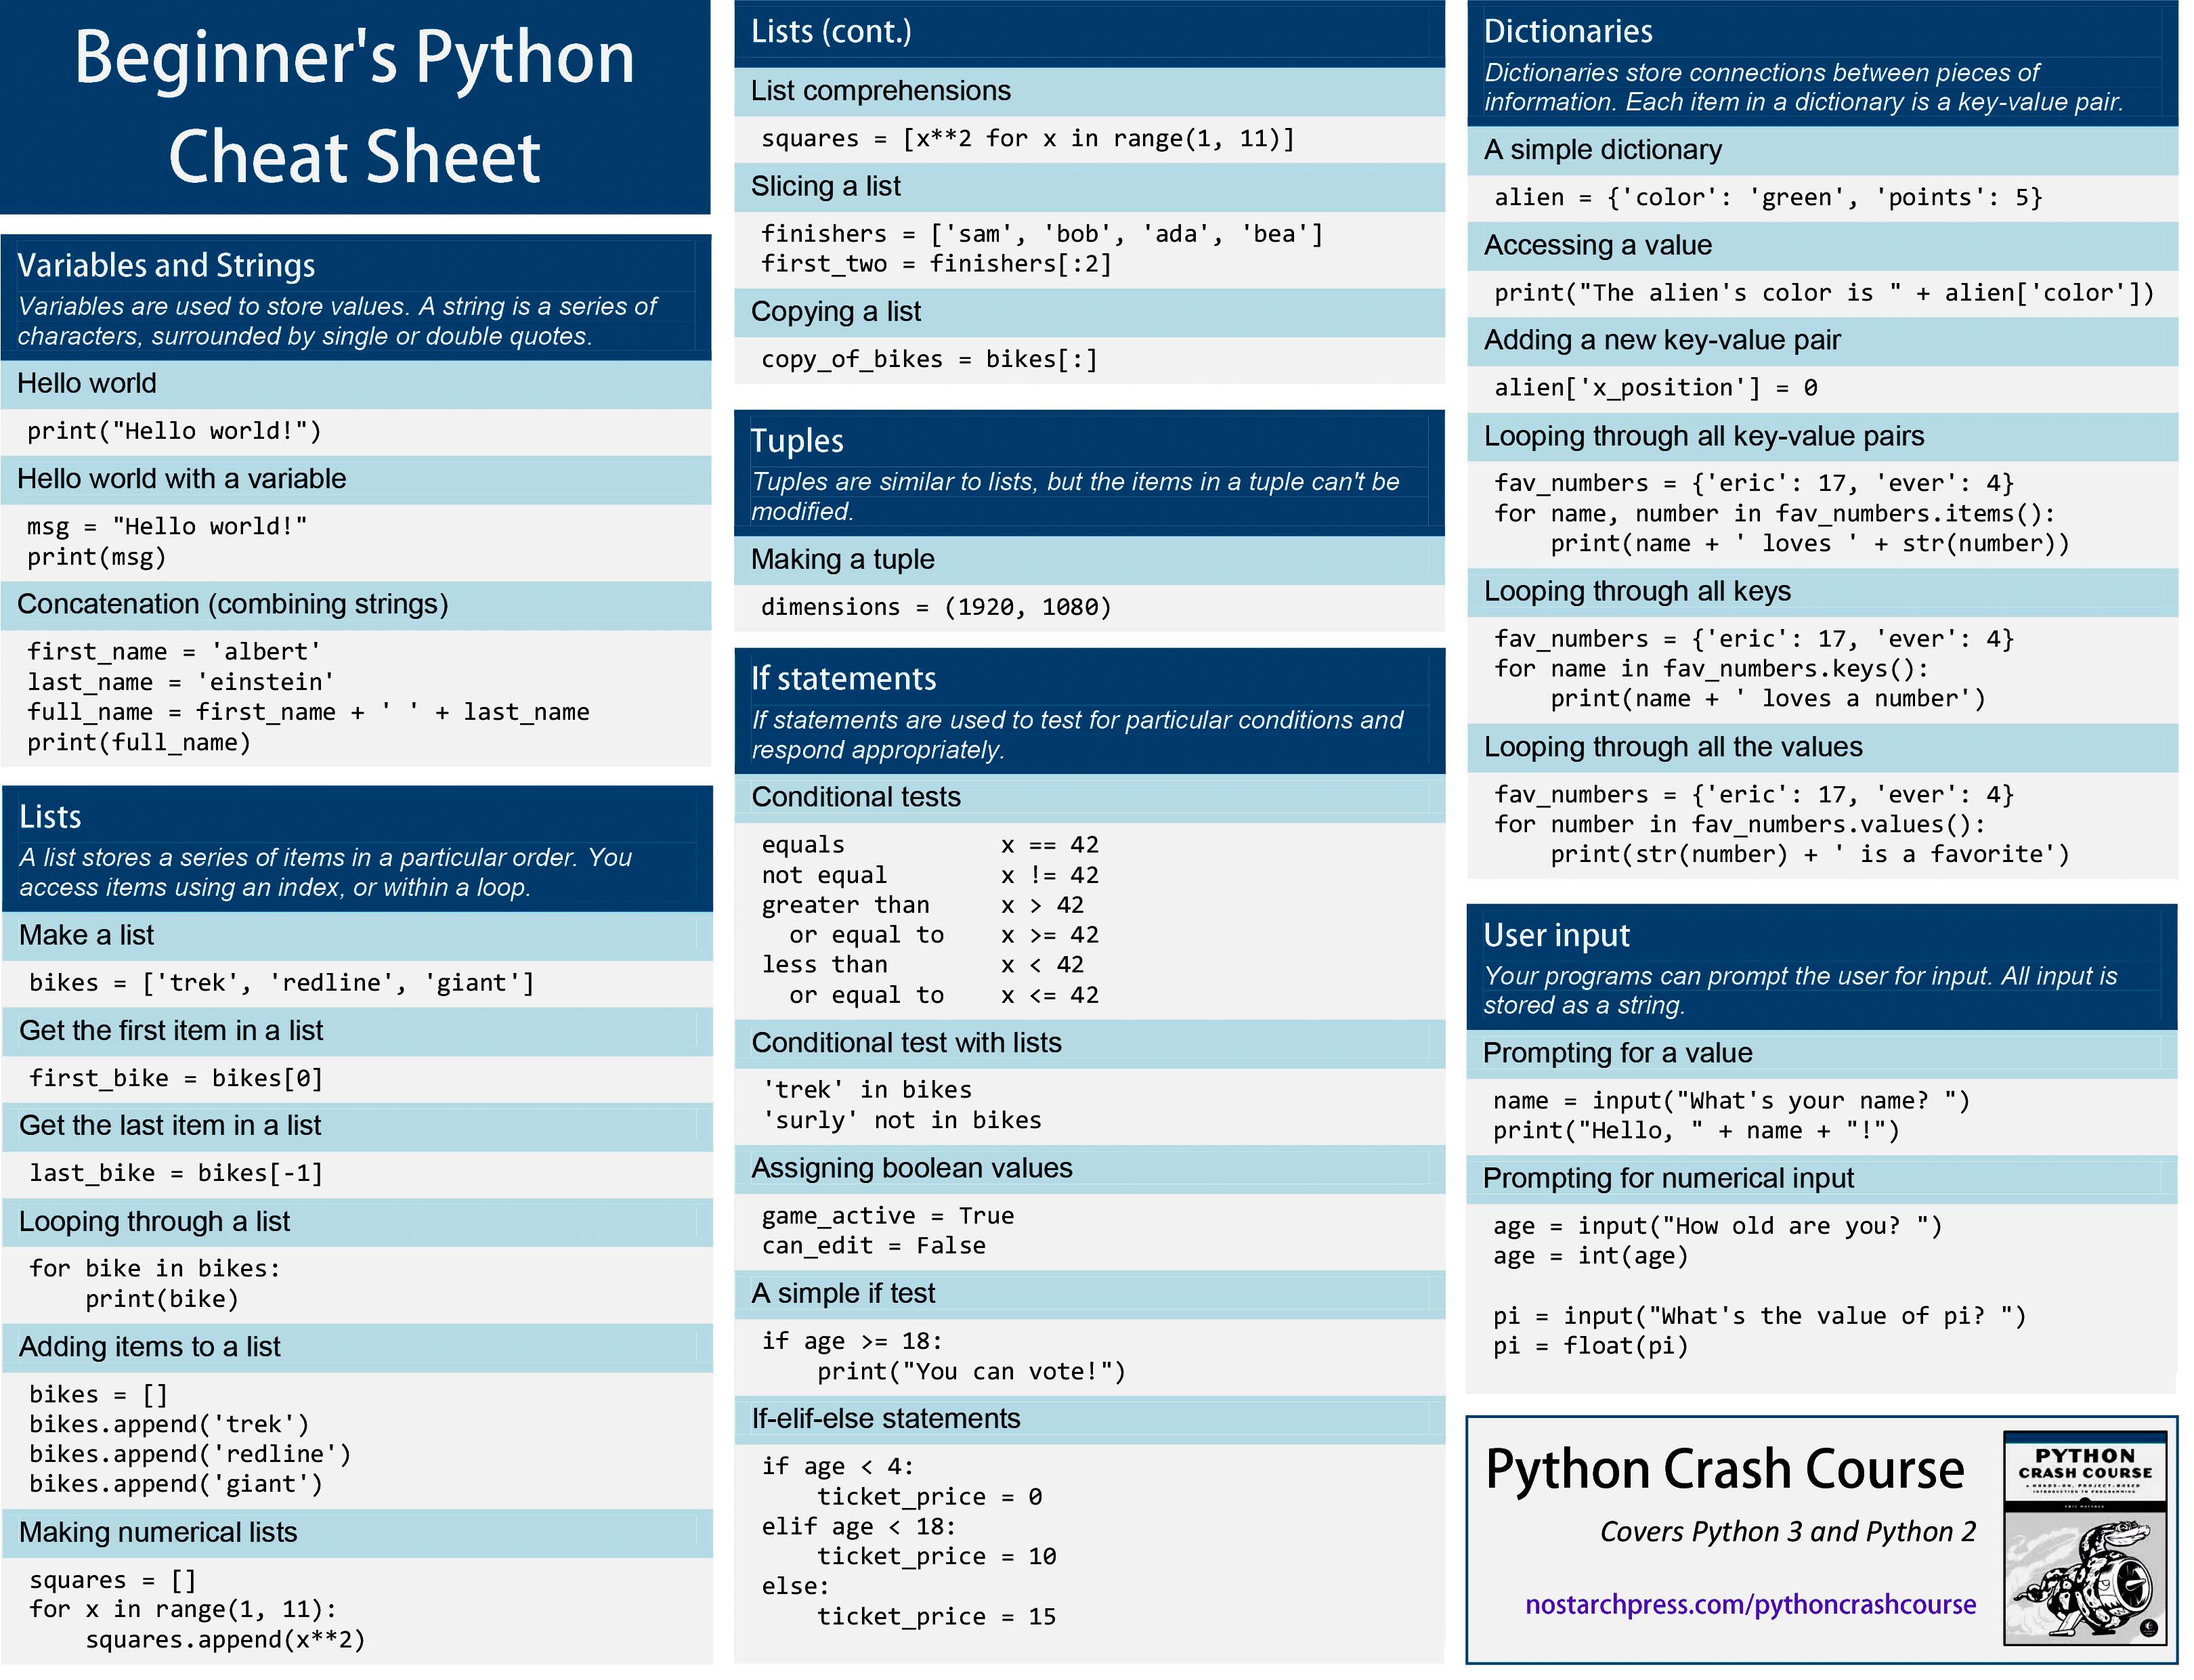 Beginner's Python
Cheat Sheet
Variables and Strings
Variables are used to store values. A string is a series of
characters, surrounded by single or double quotes.
Hello world
print("Hello world!")
Hello world with a variable
msg = "Hello world!"
print(msg)
Concatenation (combining strings)
first_name = 'albert'
last_name = 'einstein'
full_name = first_name + ' ' + last_name
print(full_name)
Lists
A list stores a series of items in a particular order. You
access items using an index, or within a loop.
Make a list
bikes = ['trek', 'redline', 'giant']
Get the first item in a list
first_bike = bikes[0]
Get the last item in a list
last_bike = bikes[-1]
Looping through a list
for bike in bikes:
    print(bike)
Adding items to a list
bikes = []
bikes.append('trek')
bikes.append('redline')
bikes.append('giant')
Making numerical lists
squares = []
for x in range(1, 11):
    squares.append(x**2)
Lists (cont.)
List comprehensions
squares = [x**2 for x in range(1, 11)]
Slicing a list
finishers = ['sam', 'bob', 'ada', 'bea']
first_two = finishers[:2]
Copying a list
copy_of_bikes = bikes[:]
Tuples
Tuples are similar to lists, but the items in a tuple can't be
modified.
Making a tuple
dimensions = (1920, 1080)
If statements
If statements are used to test for particular conditions and
respond appropriately.
Conditional tests
equals x == 42
not equal x != 42
greater than x > 42
  or equal to x >= 42
less than x < 42
  or equal to x <= 42
Conditional test with lists
'trek' in bikes
'surly' not in bikes
Assigning boolean values
game_active = True
can_edit = False
A simple if test
if age >= 18:
    print("You can vote!")
If-elif-else statements
if age < 4:
    ticket_price = 0
elif age < 18:
    ticket_price = 10
else:
    ticket_price = 15
Dictionaries
Dictionaries store connections between pieces of
information. Each item in a dictionary is a key-value pair.
A simple dictionary
alien = {'color': 'green', 'points': 5}
Accessing a value
print("The alien's color is " + alien['color'])
Adding a new key-value pair
alien['x_position'] = 0
Looping through all key-value pairs
fav_numbers = {'eric': 17, 'ever': 4}
for name, number in fav_numbers.items():
    print(name + ' loves ' + str(number))
Looping through all keys
fav_numbers = {'eric': 17, 'ever': 4}
for name in fav_numbers.keys():
    print(name + ' loves a number')
Looping through all the values
fav_numbers = {'eric': 17, 'ever': 4}
for number in fav_numbers.values():
    print(str(number) + ' is a favorite')
User input
Your programs can prompt the user for input. All input is
stored as a string.
Prompting for a value
name = input("What's your name? ")
print("Hello, " + name + "!")
Prompting for numerical input
age = input("How old are you? ")
age = int(age)
pi = input("What's the value of pi? ")
pi = float(pi)
Python Crash Course
Covers Python 3 and Python 2
nostarchpress.com/pythoncrashcourse
PYTHON
CRASH COURSE
A HANDS-ON, PROJECT-BASED
INTRODUCTION TO PROGRAMMING
ERIC MATTHES